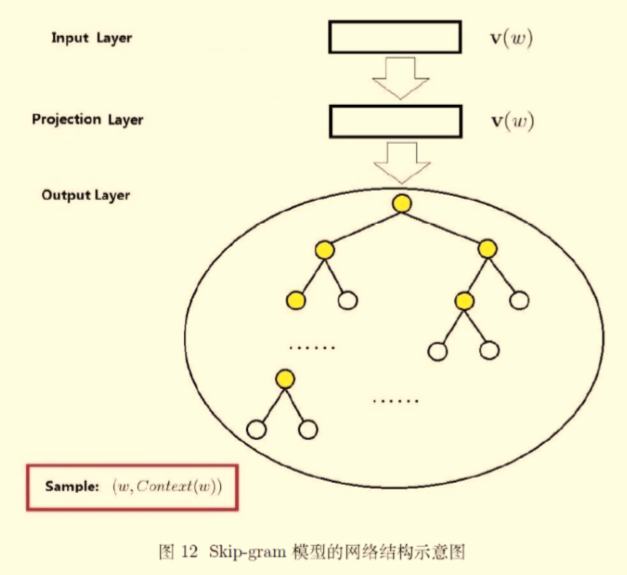 Input Layer v(w)
Projection Layer v(w)
Output Layer
......
......
Sample: (w, Context(w))
图 12 Skip-gram 模型的网络结构示意图